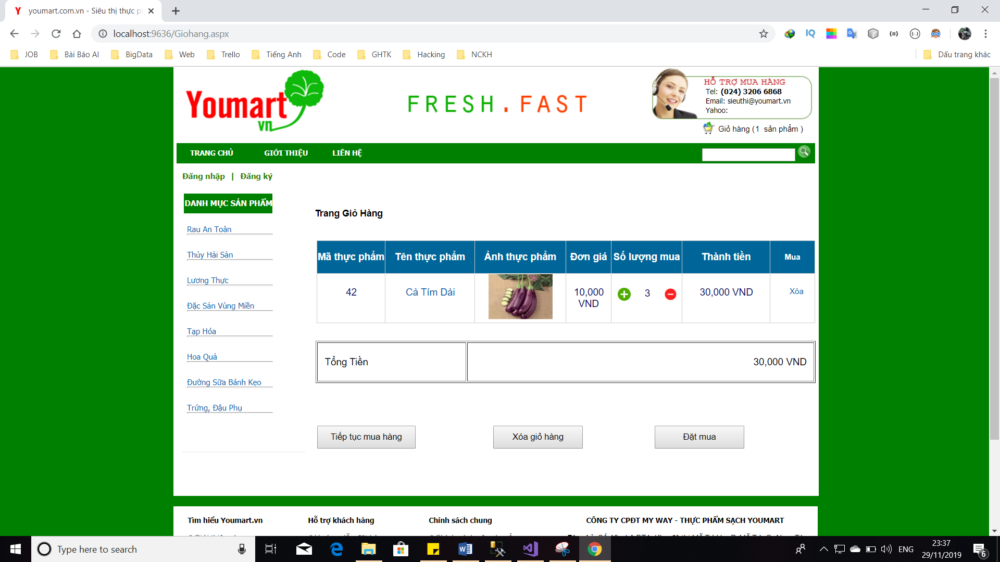 youmart.com.vn - Siêu thị thực
localhost:9636/Giohang.aspx
JOB Bài Báo AI BigData Web Trello Tiếng Anh Code GHTK Hacking NCKH Dấu trang khác
Youmart
vn
FRESH.FAST
HỖ TRỢ MUA HÀNG
Tel: (024) 3206 6868
Email: sieuthi@youmart.vn
Yahoo:
Giỏ hàng (1 sản phẩm )
TRANG CHỦ GIỚI THIỆU LIÊN HỆ
Đăng nhập | Đăng ký
DANH MỤC SẢN PHẨM
Rau An Toàn
Thủy Hải Sản
Lương Thực
Đặc Sản Vùng Miền
Tạp Hóa
Hoa Quả
Đường Sữa Bánh Kẹo
Trứng, Đậu Phụ
Trang Giỏ Hàng
Mã thực phẩm Tên thực phẩm Ảnh thực phẩm Đơn giá Số lượng mua Thành tiền Mua
42 Cà Tím Dài 10,000 VND 3 30,000 VND Xóa
Tổng Tiền 30,000 VND
Tiếp tục mua hàng Xóa giỏ hàng Đặt mua
Tìm hiểu Youmart.vn Hỗ trợ khách hàng Chính sách chung CÔNG TY CPĐT MY WAY - THỰC PHẨM SẠCH YOUMART
Type here to search
ENG
23:37
29/11/2019
6